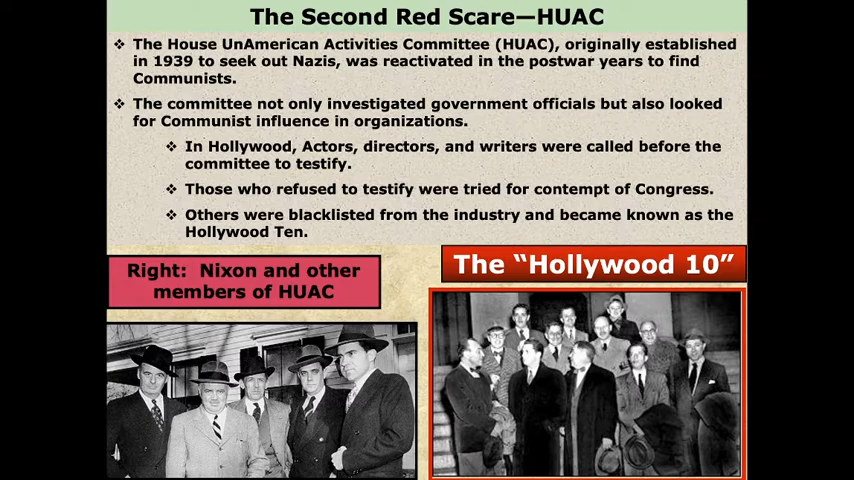 The Second Red Scare—HUAC
❖ The House UnAmerican Activities Committee (HUAC), originally established
in 1939 to seek out Nazis, was reactivated in the postwar years to find
Communists.
❖ The committee not only investigated government officials but also looked
for Communist influence in organizations.
❖ In Hollywood, Actors, directors, and writers were called before the
committee to testify.
❖ Those who refused to testify were tried for contempt of Congress.
❖ Others were blacklisted from the industry and became known as the
Hollywood Ten.
Right: Nixon and other
members of HUAC
The “Hollywood 10”